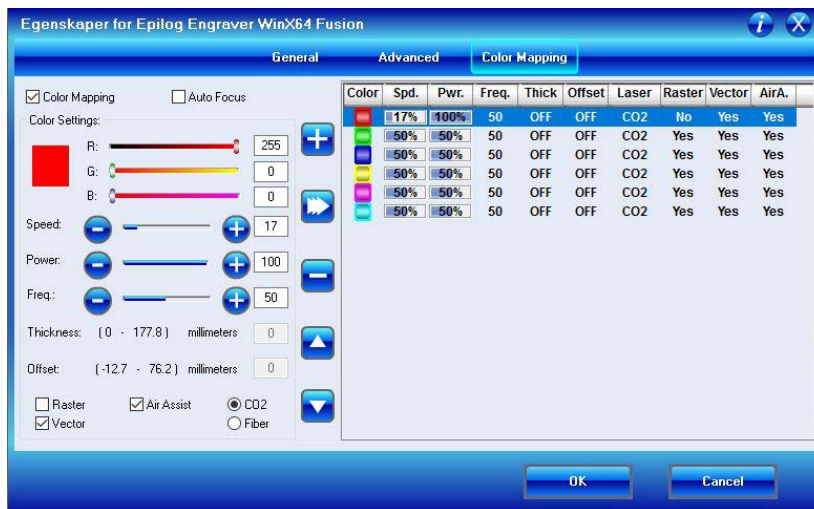 Egenskaper for Epilog Engraver WinX64 Fusion
General Advanced Color Mapping
Color Mapping Auto Focus
Color Settings:
R: 255
G: 0
B: 0
Speed: 17
Power: 100
Freq.: 50
Thickness: ( 0 - 177.8 ) millimeters 0
Offset: ( -12.7 - 76.2 ) millimeters 0
Raster Air Assist CO2
Vector Fiber
Color Spd. Pwr. Freq. Thick Offset Laser Raster Vector AirA.
17% 100% 50 OFF OFF CO2 No Yes Yes
50% 50% 50 OFF OFF CO2 Yes Yes Yes
50% 50% 50 OFF OFF CO2 Yes Yes Yes
50% 50% 50 OFF OFF CO2 Yes Yes Yes
50% 50% 50 OFF OFF CO2 Yes Yes Yes
50% 50% 50 OFF OFF CO2 Yes Yes Yes
OK Cancel